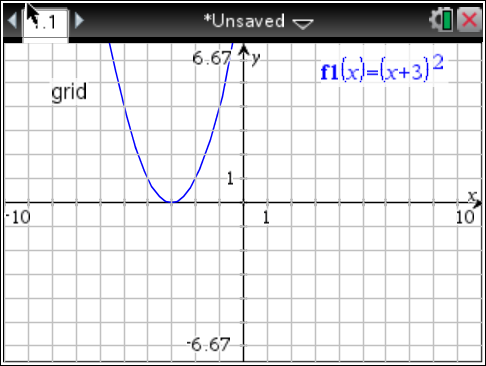 1.1
*Unsaved
6.67 y
f1(x)=(x+3)²
grid
1
x
-10
1
10
-6.67